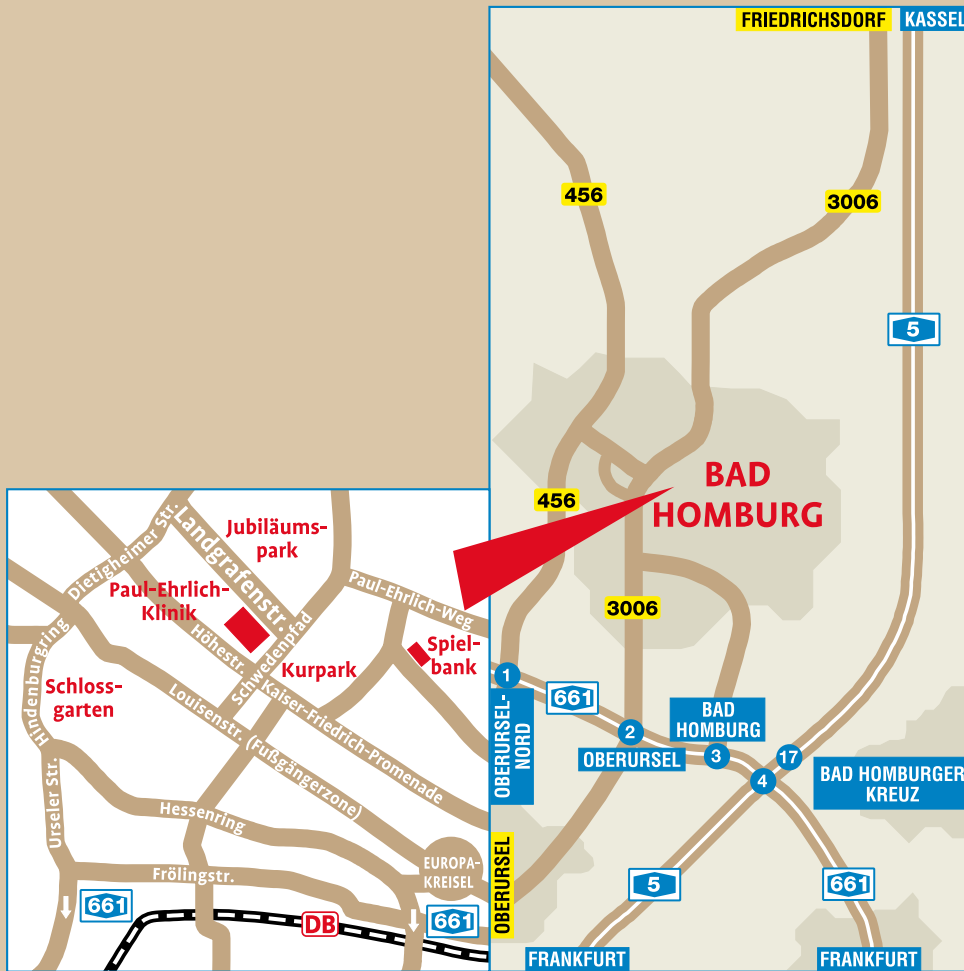 FRIEDRICHSDORF
KASSEL
456
3006
5
BAD
HOMBURG
456
3006
1
661
2
OBERURSEL-
NORD
OBERURSEL
BAD
HOMBURG
3
17
4
BAD HOMBURGER
KREUZ
OBERURSEL
5
661
FRANKFURT
FRANKFURT
Dietigheimer Str.
Landgrafenstr.
Jubiläums-
park
Paul-Ehrlich-
Klinik
Paul-Ehrlich-Weg
Höhestr.
Schwedenpfad
Kurpark
Spiel-
bank
Hindenburgring
Schloss-
garten
Louisenstr. (Fußgängerzone)
Kaiser-Friedrich-Promenade
Urseler Str.
Hessenring
Frölingstr.
EUROPA-
KREISEL
661
DB
661